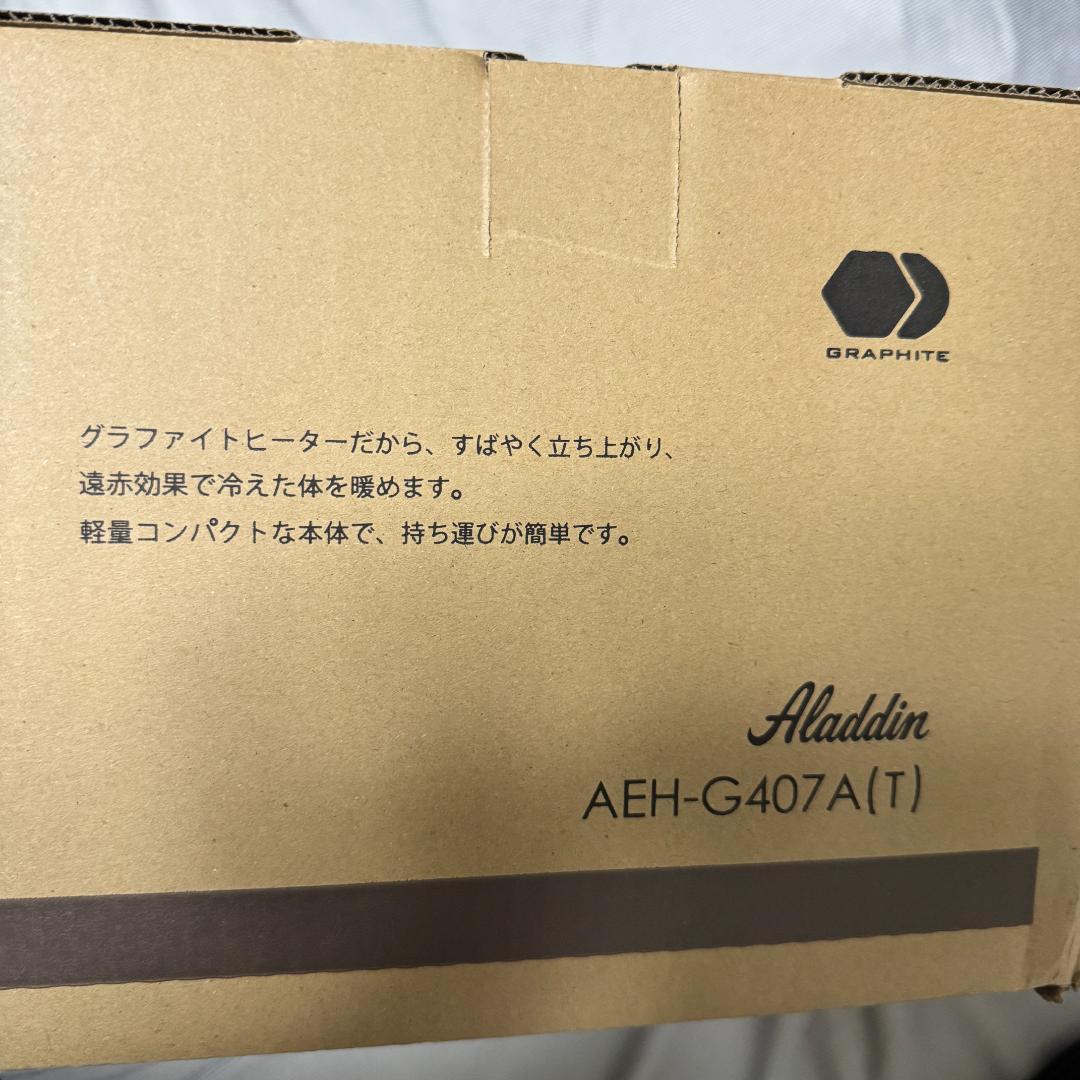 GRAPHITE
グラファイトヒーターだから、すばやく立ち上がり、
遠赤効果で冷えた体を暖めます。
軽量コンパクトな本体で、持ち運びが簡単です。
Aladdin
AEH-G407A(T)